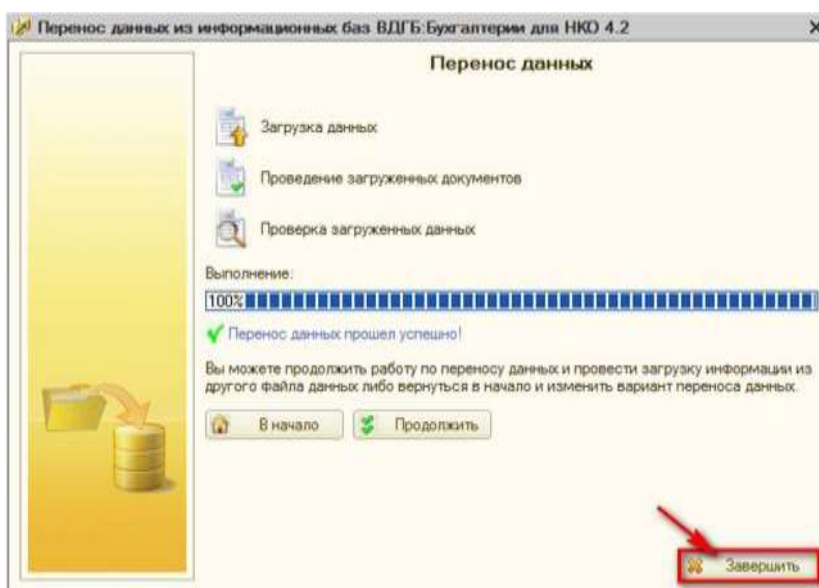 Перенос данных из информационных баз ВДГБ:Бухгалтерии для НКО 4.2
Перенос данных
Загрузка данных
Проведение загруженных документов
Проверка загруженных данных
Выполнение:
100%
Перенос данных прошел успешно!
Вы можете продолжить работу по переносу данных и провести загрузку информации из
другого файла данных либо вернуться в начало и изменить вариант переноса данных.
В начало Продолжить
Завершить